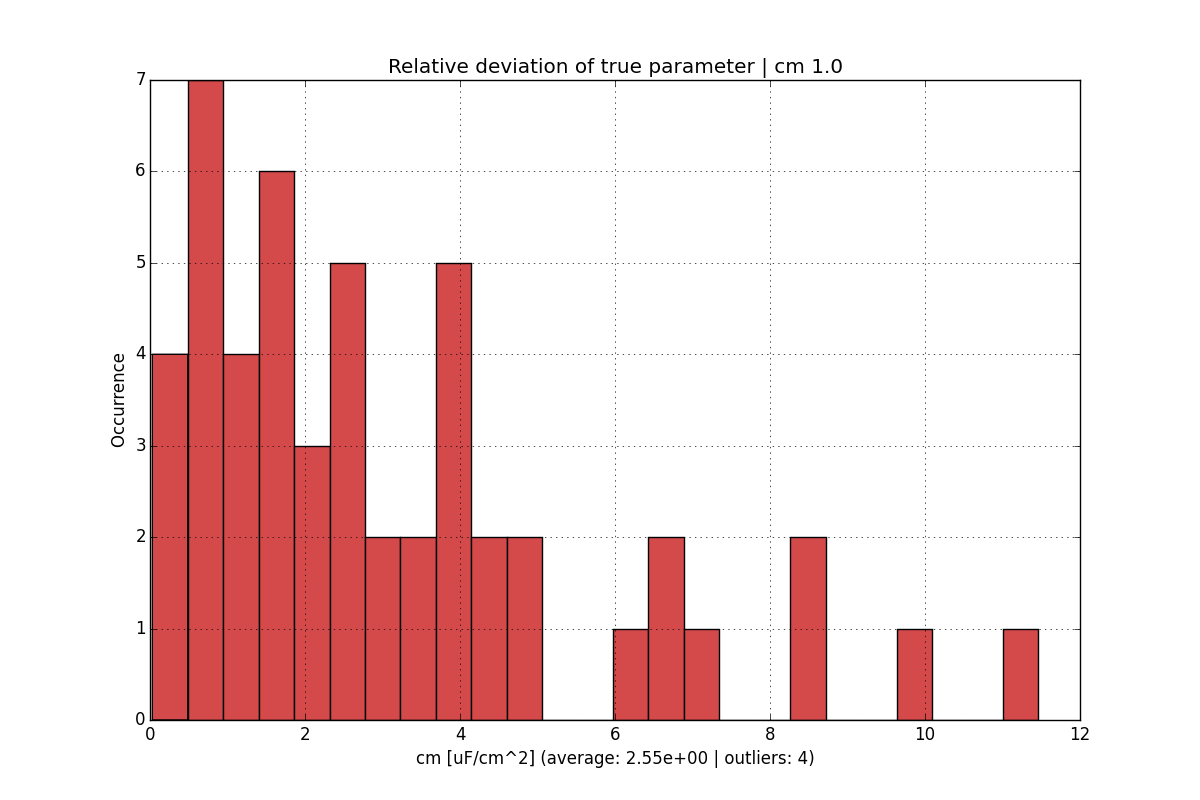 Relative deviation of true parameter | cm 1.0
7
6
5
4
3
2
1
0
Occurrence
0 2 4 6 8 10 12
cm [uF/cm^2] (average: 2.55e+00 | outliers: 4)